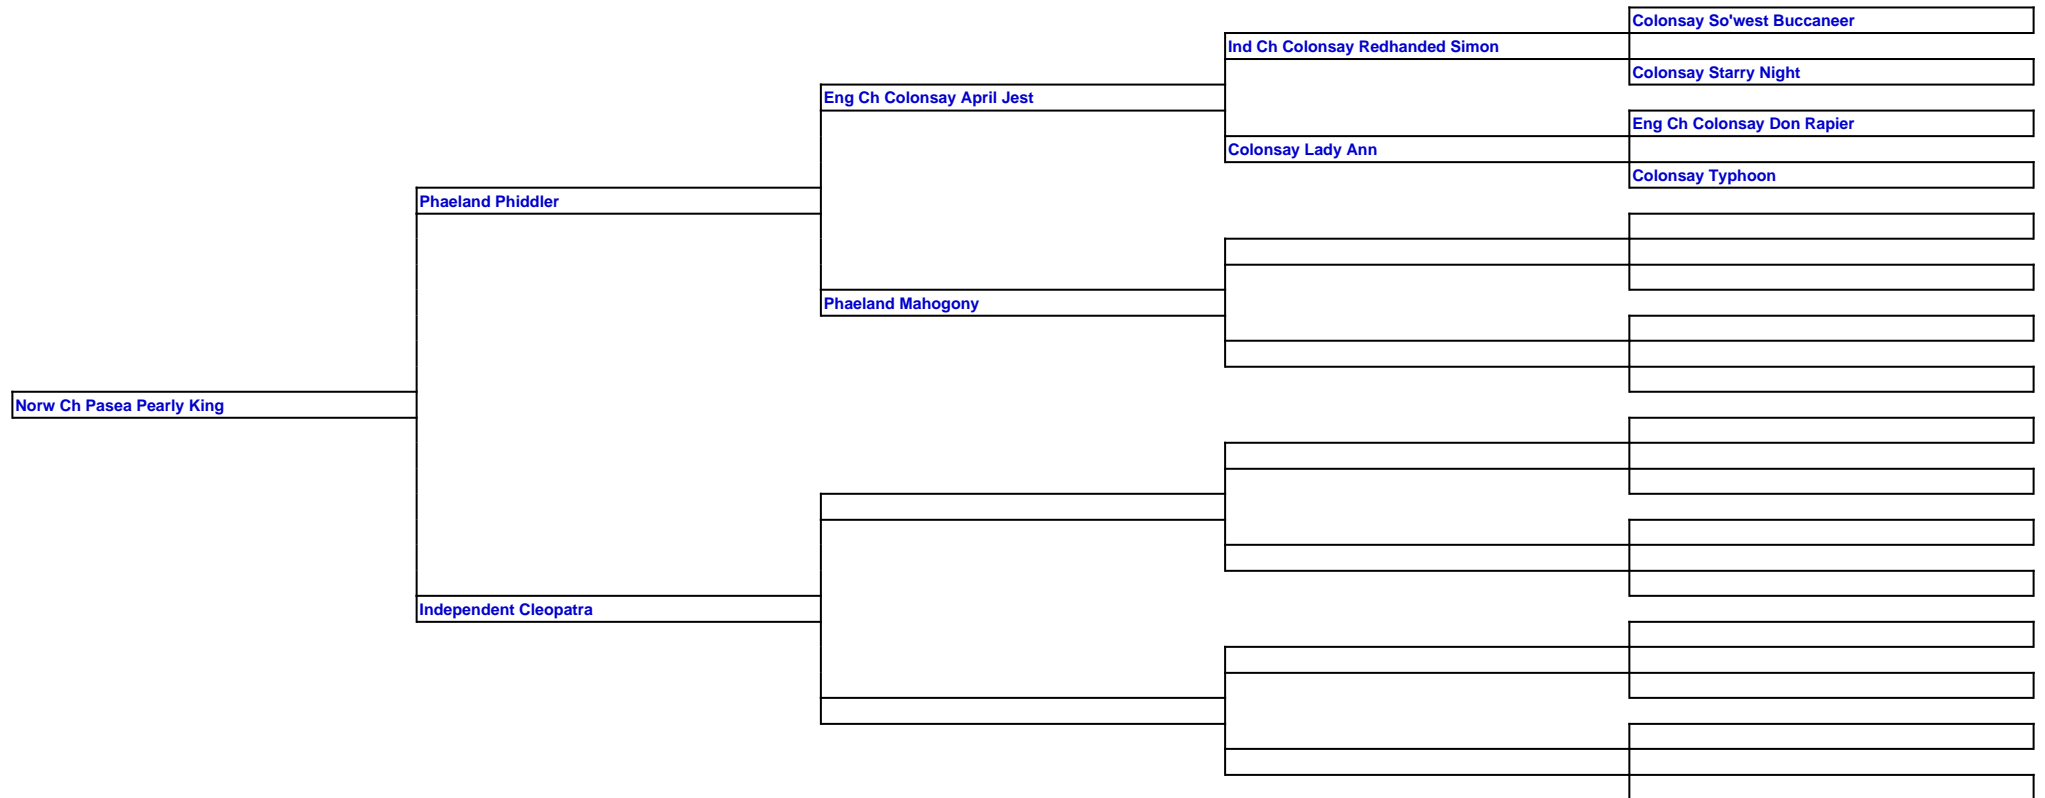 Colonsay So'west Buccaneer
Ind Ch Colonsay Redhanded Simon
Colonsay Starry Night
Eng Ch Colonsay April Jest
Eng Ch Colonsay Don Rapier
Colonsay Lady Ann
Colonsay Typhoon
Phaeland Phiddler
Phaeland Mahogony
Norw Ch Pasea Pearly King
Independent Cleopatra